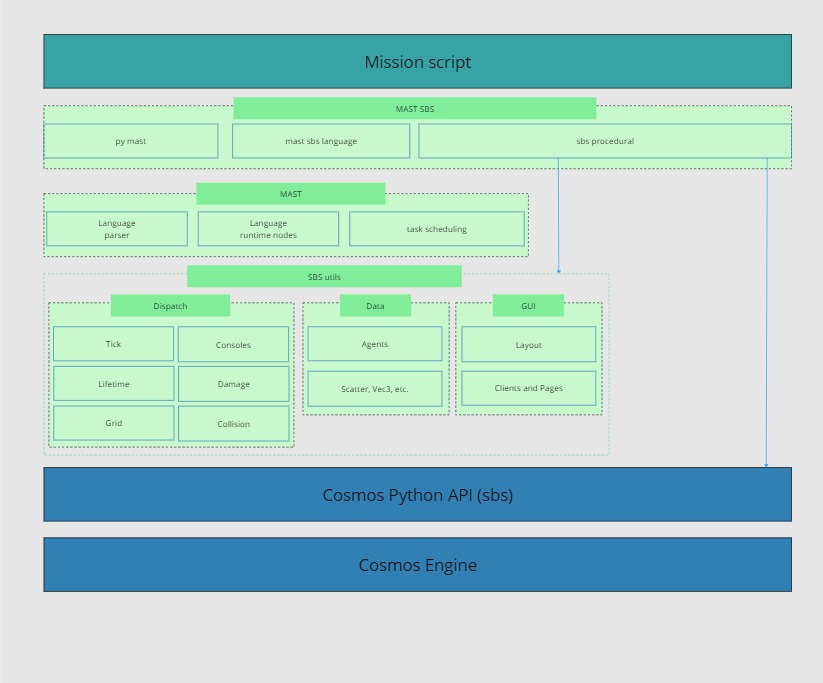 Mission script
MAST SBS
py mast
mast sbs language
sbs procedural
MAST
Language
parser
Language
runtime nodes
task scheduling
SBS utils
Dispatch
Tick
Consoles
Lifetime
Damage
Grid
Collision
Data
Agents
Scatter, Vec3, etc.
GUI
Layout
Clients and Pages
Cosmos Python API (sbs)
Cosmos Engine